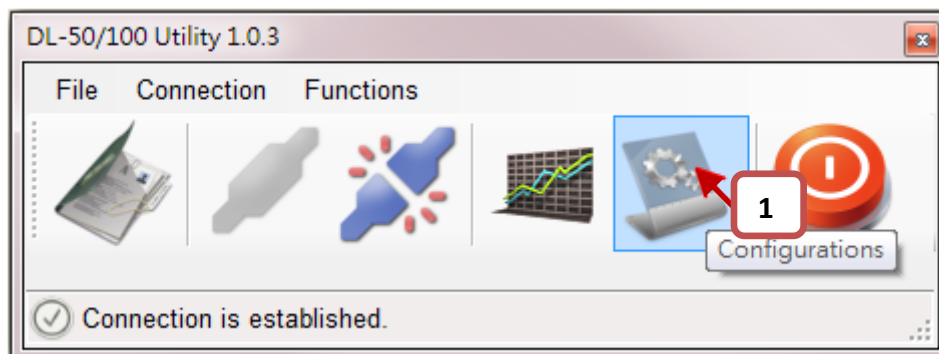 DL-50/100 Utility 1.0.3
File Connection Functions
1
Configurations
Connection is established.